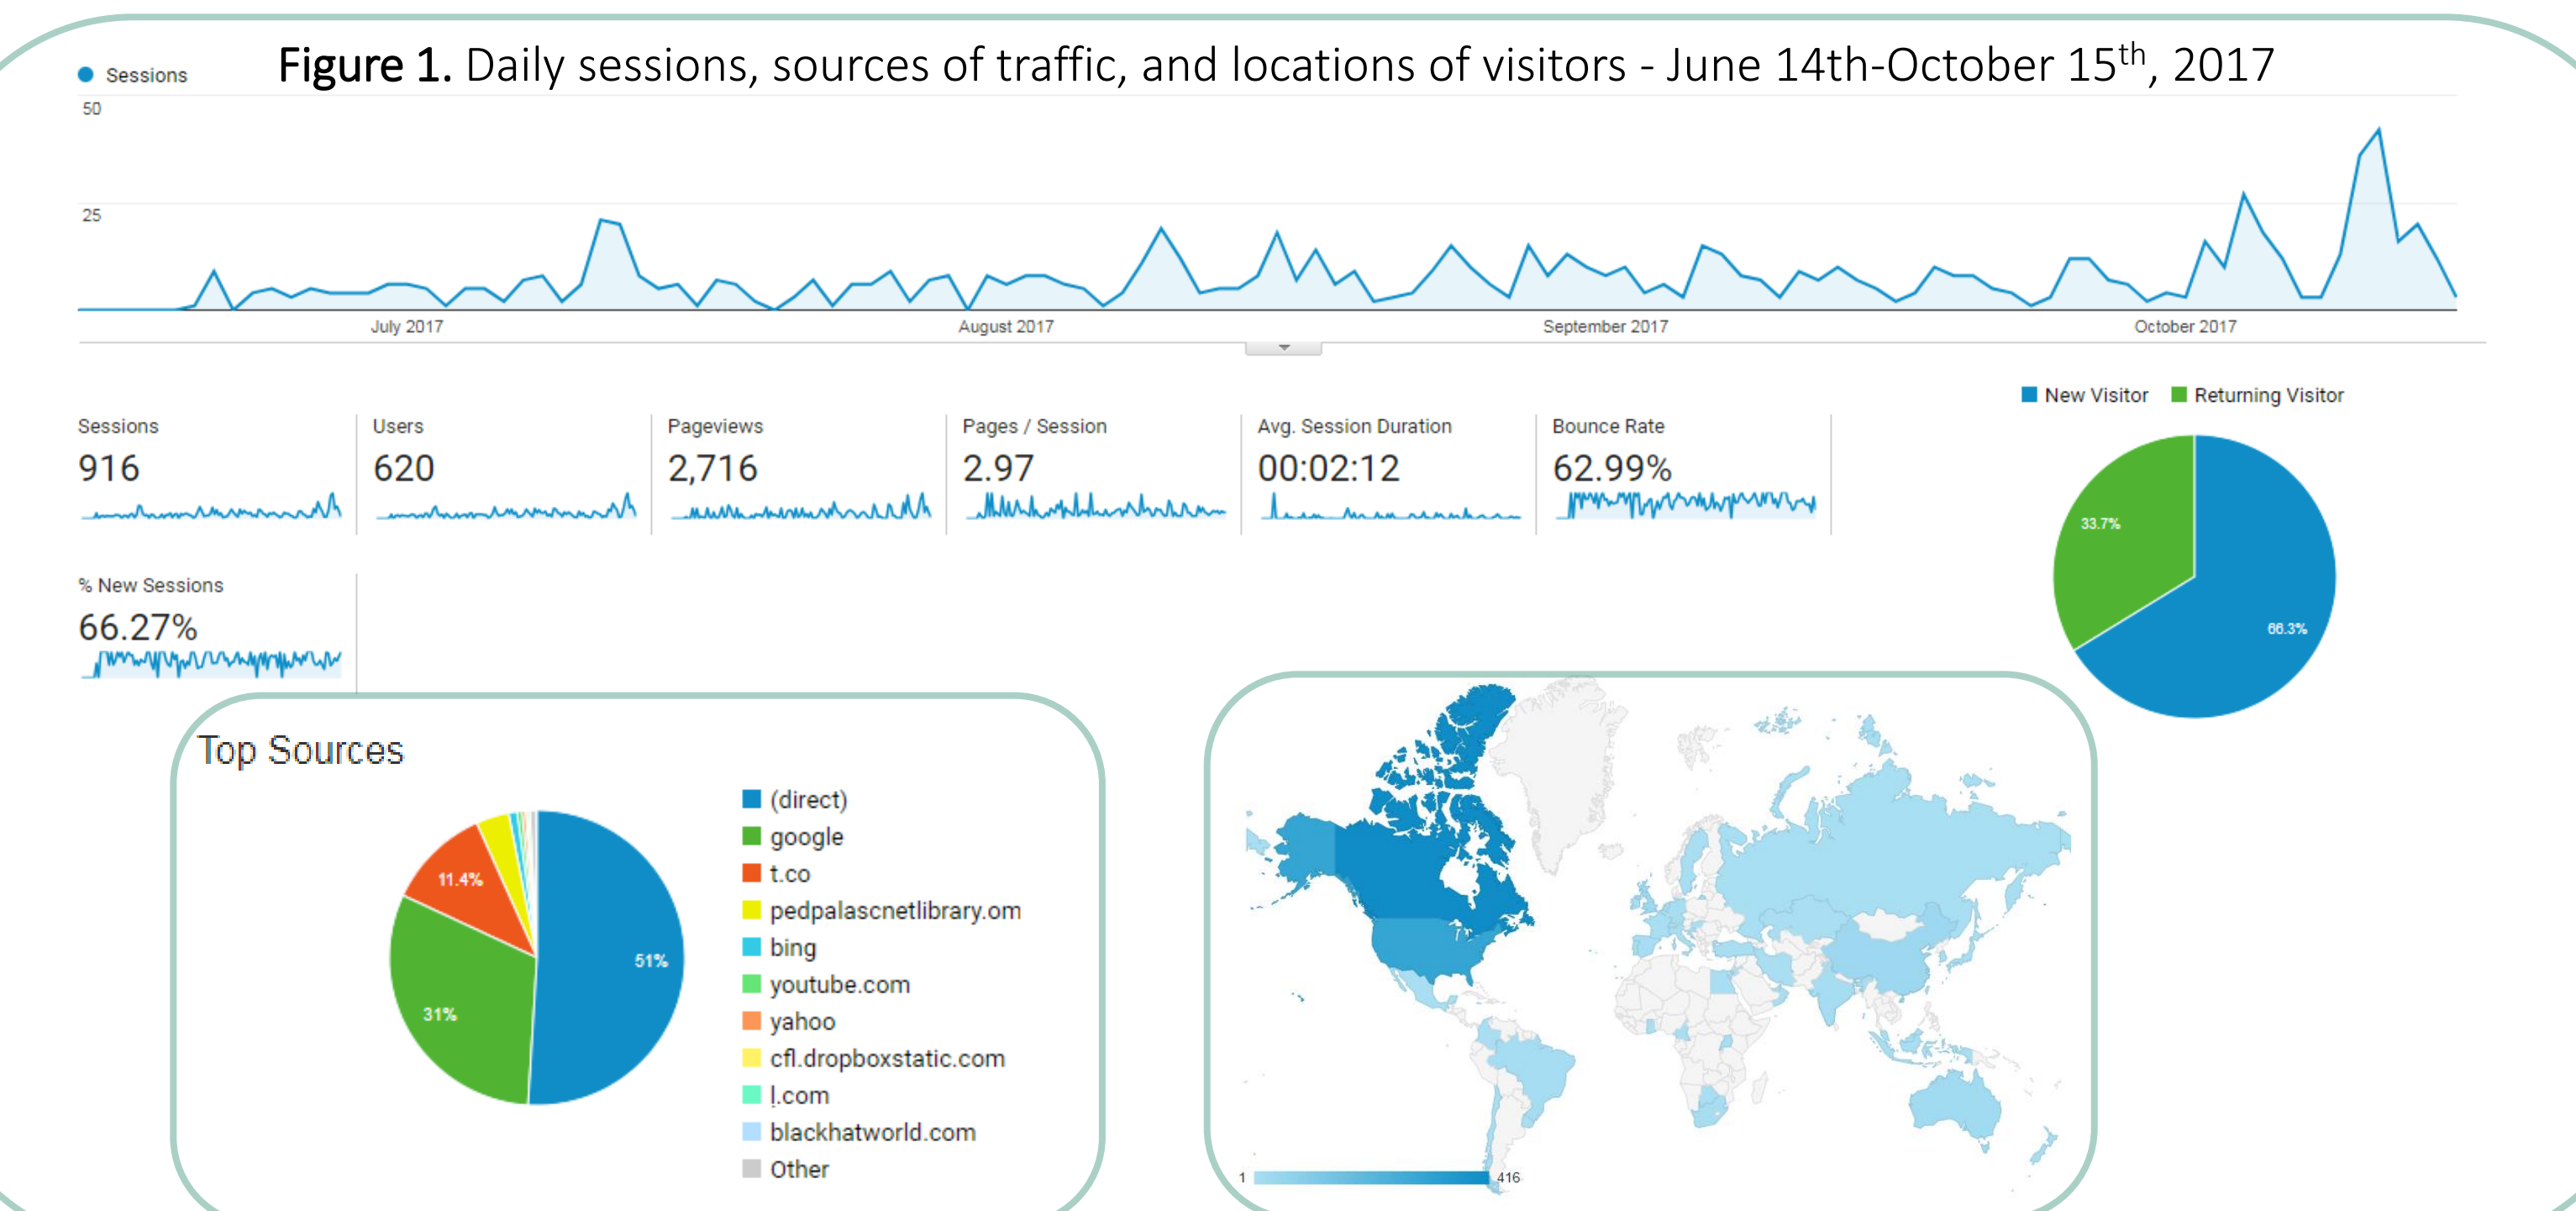 Figure 1. Daily sessions, sources of traffic, and locations of visitors - June 14th-October 15th, 2017
Sessions
50
25
July 2017
August 2017
September 2017
October 2017
New Visitor
Returning Visitor
Sessions
916
Users
620
Pageviews
2,716
Pages / Session
2.97
Avg. Session Duration
00:02:12
Bounce Rate
62.99%
33.7%
66.3%
% New Sessions
66.27%
Top Sources
11.4%
51%
31%
(direct)
google
t.co
pedpalascnetlibrary.om
bing
youtube.com
yahoo
cfl.dropboxstatic.com
l.com
blackhatworld.com
Other
1
416